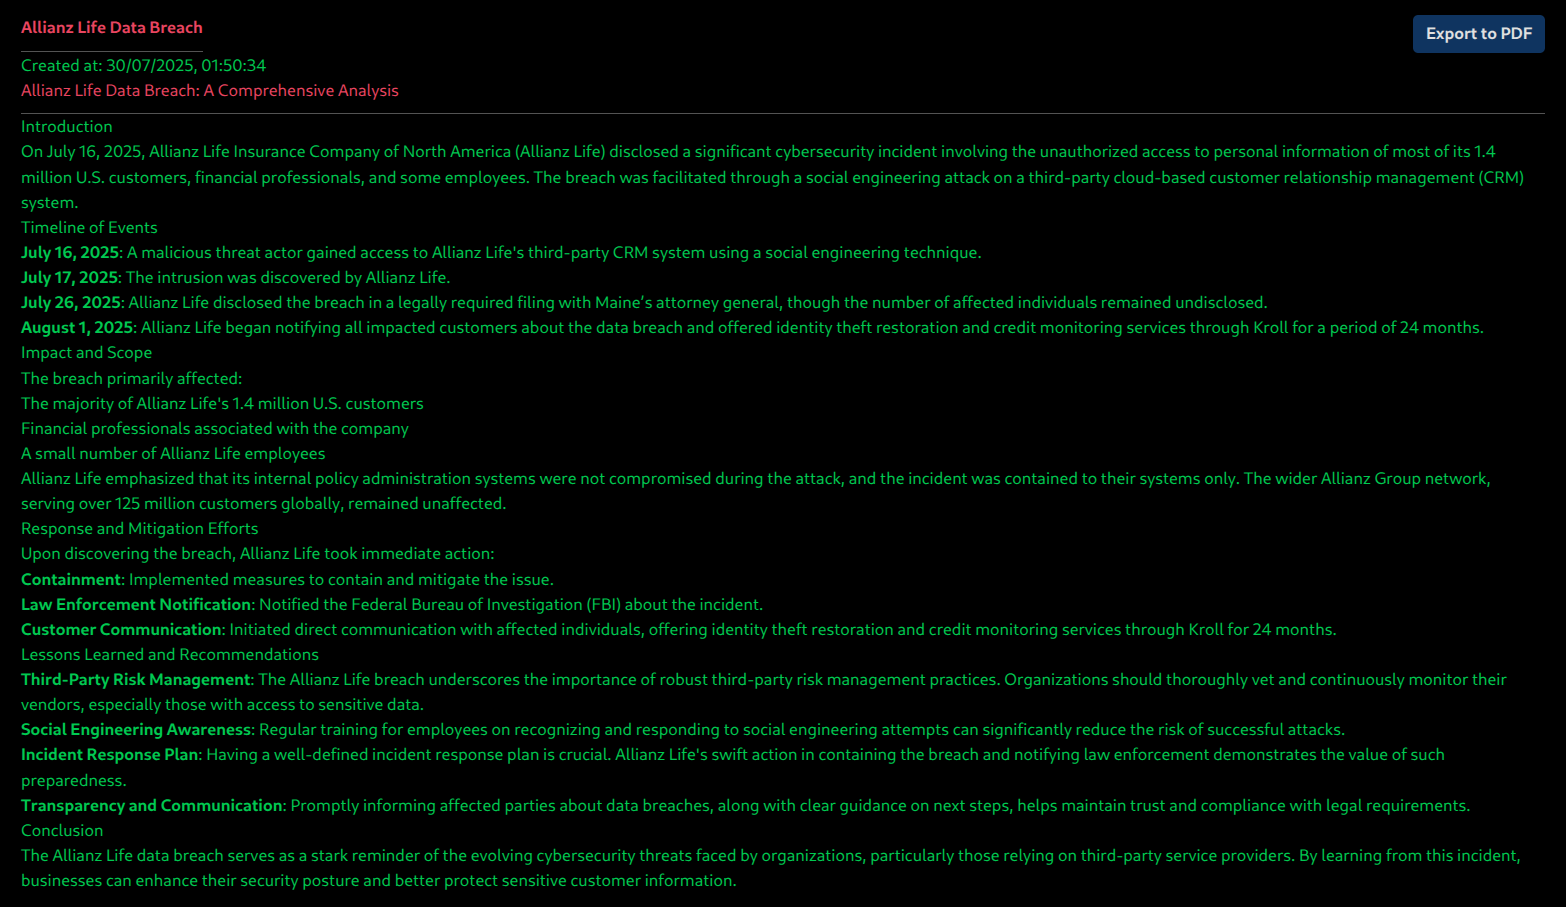 Allianz Life Data Breach
Export to PDF
Created at: 30/07/2025, 01:50:34
Allianz Life Data Breach: A Comprehensive Analysis
Introduction
On July 16, 2025, Allianz Life Insurance Company of North America (Allianz Life) disclosed a significant cybersecurity incident involving the unauthorized access to personal information of most of its 1.4
million U.S. customers, financial professionals, and some employees. The breach was facilitated through a social engineering attack on a third-party cloud-based customer relationship management (CRM)
system.
Timeline of Events
July 16, 2025: A malicious threat actor gained access to Allianz Life's third-party CRM system using a social engineering technique.
July 17, 2025: The intrusion was discovered by Allianz Life.
July 26, 2025: Allianz Life disclosed the breach in a legally required filing with Maine’s attorney general, though the number of affected individuals remained undisclosed.
August 1, 2025: Allianz Life began notifying all impacted customers about the data breach and offered identity theft restoration and credit monitoring services through Kroll for a period of 24 months.
Impact and Scope
The breach primarily affected:
The majority of Allianz Life's 1.4 million U.S. customers
Financial professionals associated with the company
A small number of Allianz Life employees
Allianz Life emphasized that its internal policy administration systems were not compromised during the attack, and the incident was contained to their systems only. The wider Allianz Group network,
serving over 125 million customers globally, remained unaffected.
Response and Mitigation Efforts
Upon discovering the breach, Allianz Life took immediate action:
Containment: Implemented measures to contain and mitigate the issue.
Law Enforcement Notification: Notified the Federal Bureau of Investigation (FBI) about the incident.
Customer Communication: Initiated direct communication with affected individuals, offering identity theft restoration and credit monitoring services through Kroll for 24 months.
Lessons Learned and Recommendations
Third-Party Risk Management: The Allianz Life breach underscores the importance of robust third-party risk management practices. Organizations should thoroughly vet and continuously monitor their
vendors, especially those with access to sensitive data.
Social Engineering Awareness: Regular training for employees on recognizing and responding to social engineering attempts can significantly reduce the risk of successful attacks.
Incident Response Plan: Having a well-defined incident response plan is crucial. Allianz Life's swift action in containing the breach and notifying law enforcement demonstrates the value of such
preparedness.
Transparency and Communication: Promptly informing affected parties about data breaches, along with clear guidance on next steps, helps maintain trust and compliance with legal requirements.
Conclusion
The Allianz Life data breach serves as a stark reminder of the evolving cybersecurity threats faced by organizations, particularly those relying on third-party service providers. By learning from this incident,
businesses can enhance their security posture and better protect sensitive customer information.